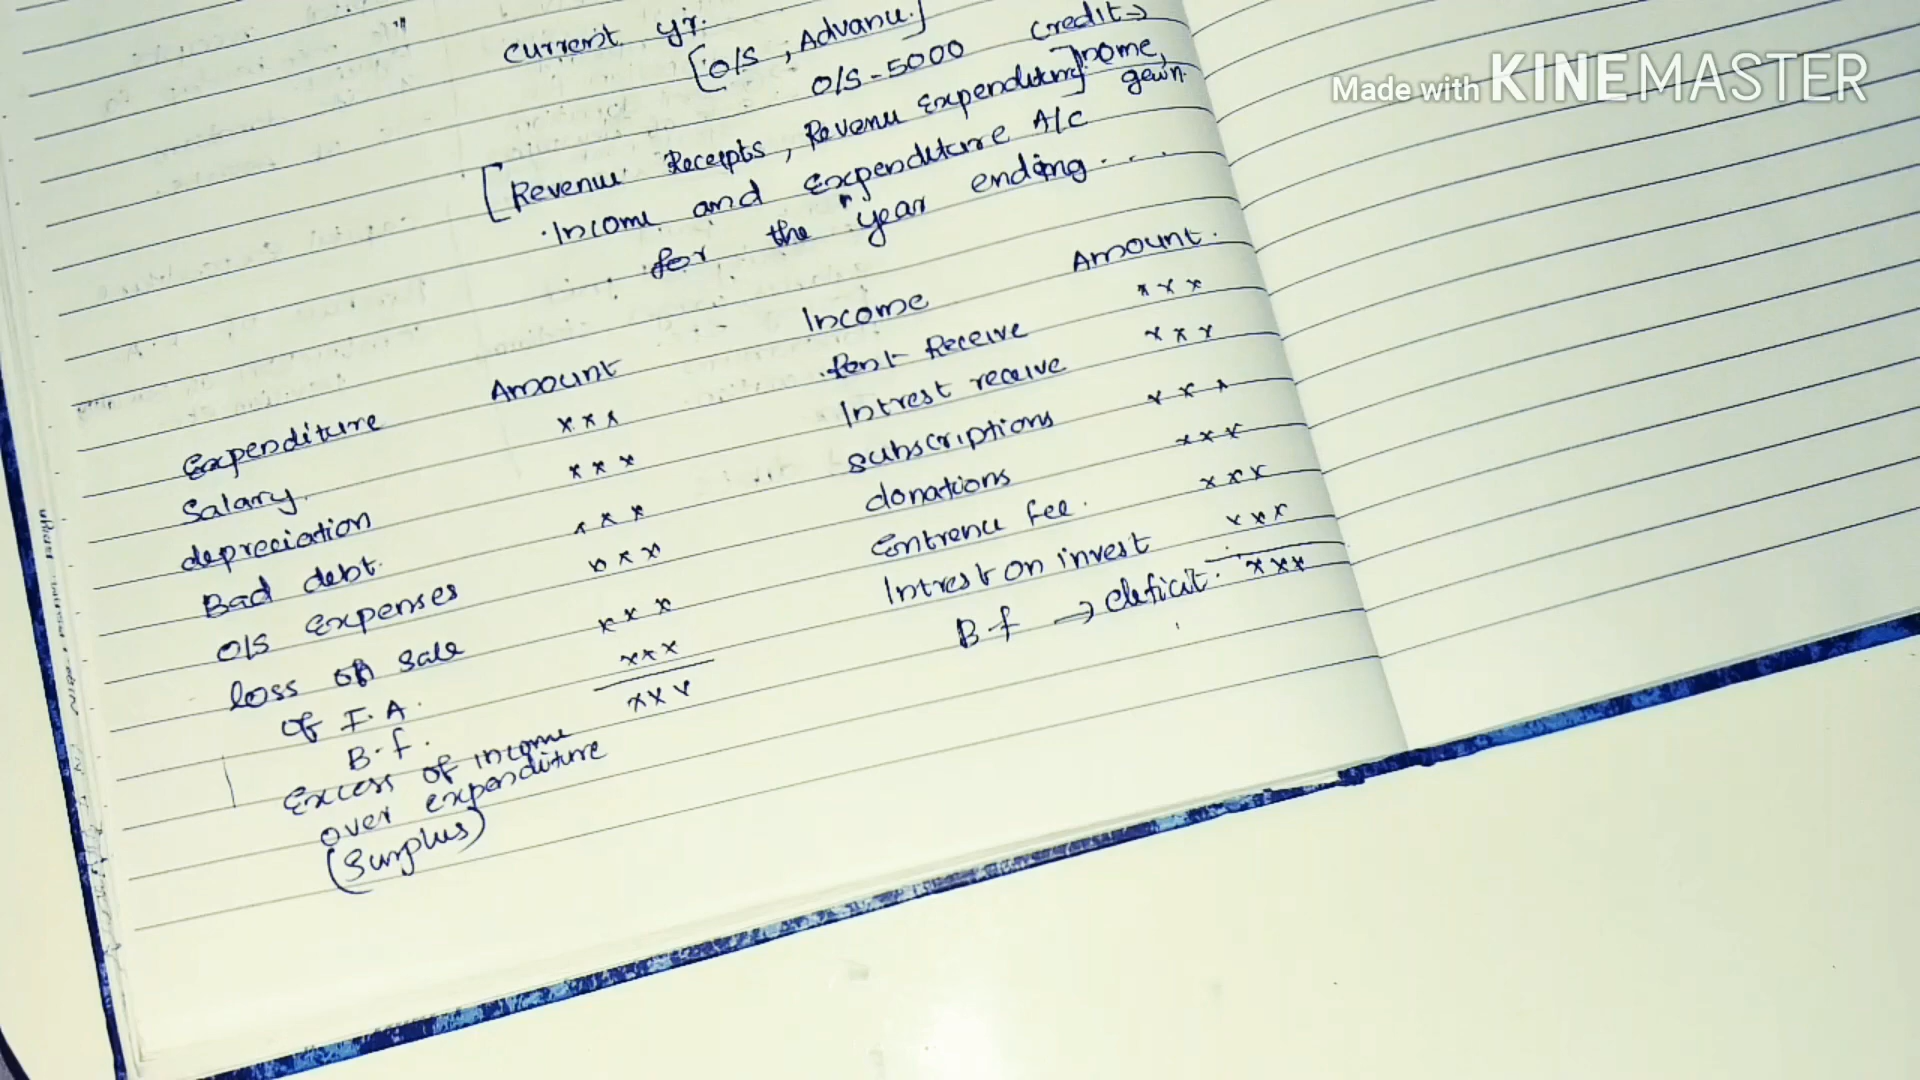 current yr.
[O/S, Advanu]
O/S - 5000 credit →
Inome,
gain
[Revenue Receipts, Revenu Expenditure]
Income and Expenditure A/C
for the year ending ...
Expenditure Amount Income Amount
Salary xxx
depreciation xxx
Bad debt xxx
O/S Expenses xxx
loss on Sale xxx
of F.A.
B.f. xxx
Excess of income xxx
over expenditure
(Surplus)
Rent Receive xxx
Intrest receive xxx
subscriptions xxx
donations xxx
Entrence fee. xxx
Intrest on invest xxx
B.f → deficit. xxx
Made with KINEMASTER